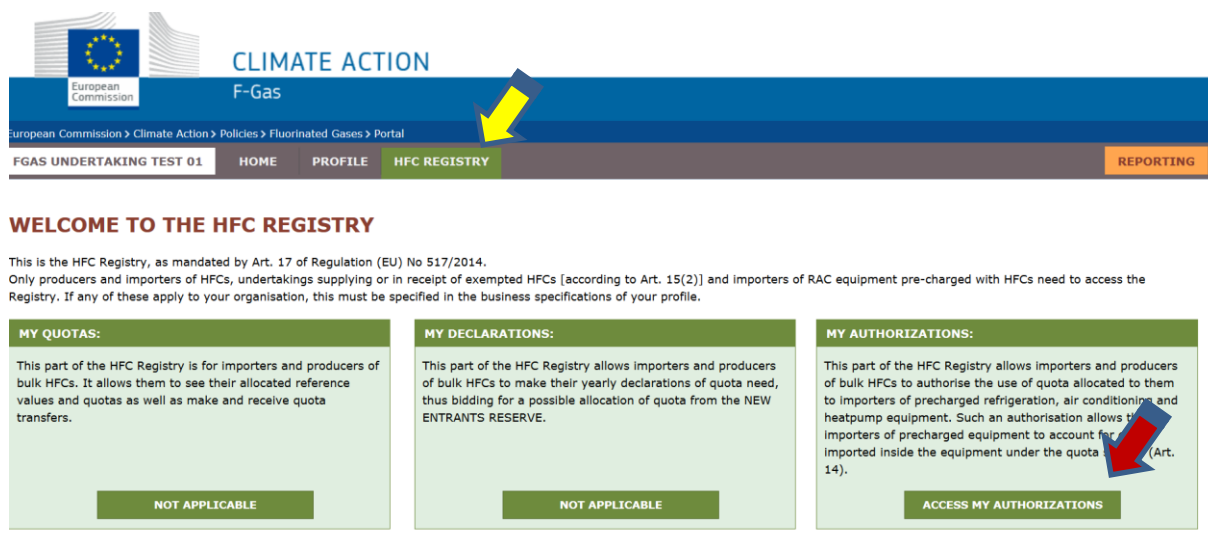 European
Commission
CLIMATE ACTION
F-Gas
European Commission > Climate Action > Policies > Fluorinated Gases > Portal
FGAS UNDERTAKING TEST 01 HOME PROFILE HFC REGISTRY REPORTING
WELCOME TO THE HFC REGISTRY
This is the HFC Registry, as mandated by Art. 17 of Regulation (EU) No 517/2014.
Only producers and importers of HFCs, undertakings supplying or in receipt of exempted HFCs [according to Art. 15(2)] and importers of RAC equipment pre-charged with HFCs need to access the
Registry. If any of these apply to your organisation, this must be specified in the business specifications of your profile.
MY QUOTAS:
This part of the HFC Registry is for importers and producers of
bulk HFCs. It allows them to see their allocated reference
values and quotas as well as make and receive quota
transfers.
NOT APPLICABLE
MY DECLARATIONS:
This part of the HFC Registry allows importers and producers
of bulk HFCs to make their yearly declarations of quota need,
thus bidding for a possible allocation of quota from the NEW
ENTRANTS RESERVE.
NOT APPLICABLE
MY AUTHORIZATIONS:
This part of the HFC Registry allows importers and producers
of bulk HFCs to authorise the use of quota allocated to them
to importers of precharged refrigeration, air conditioning and
heatpump equipment. Such an authorisation allows
importers of precharged equipment to account for
imported inside the equipment under the quota (Art.
14).
ACCESS MY AUTHORIZATIONS